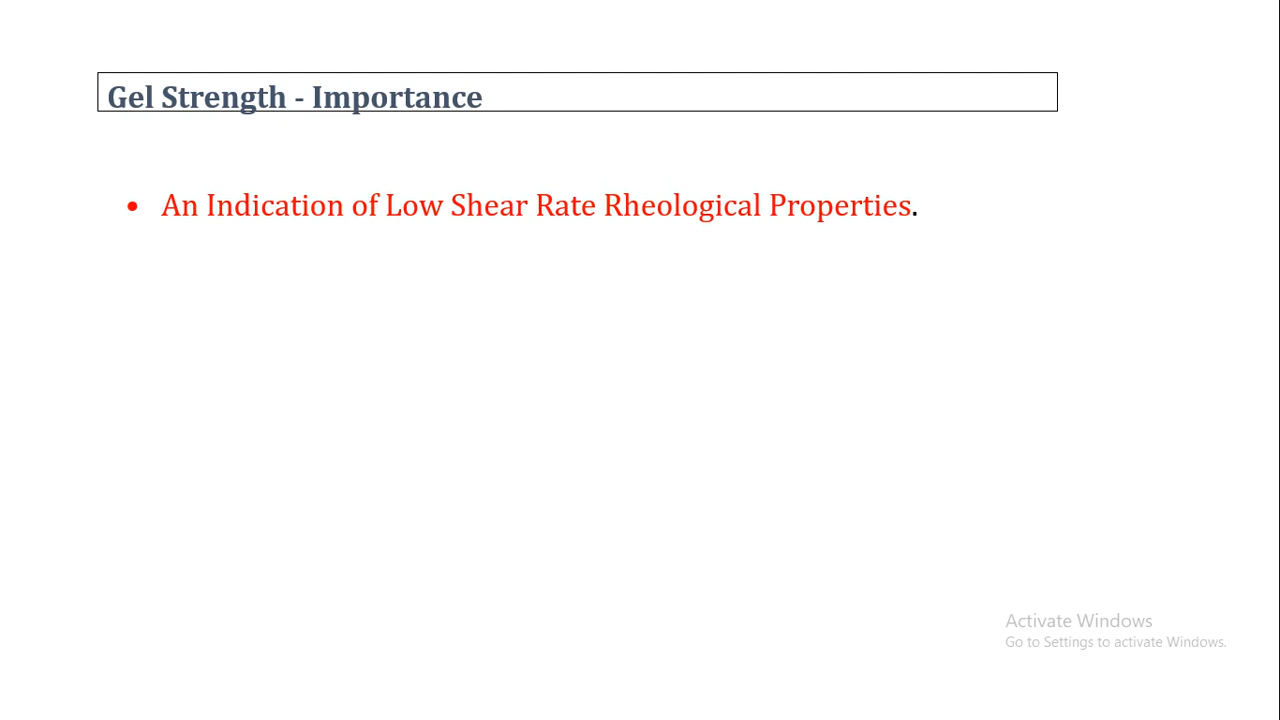 Gel Strength - Importance
• An Indication of Low Shear Rate Rheological Properties.
Activate Windows
Go to Settings to activate Windows.